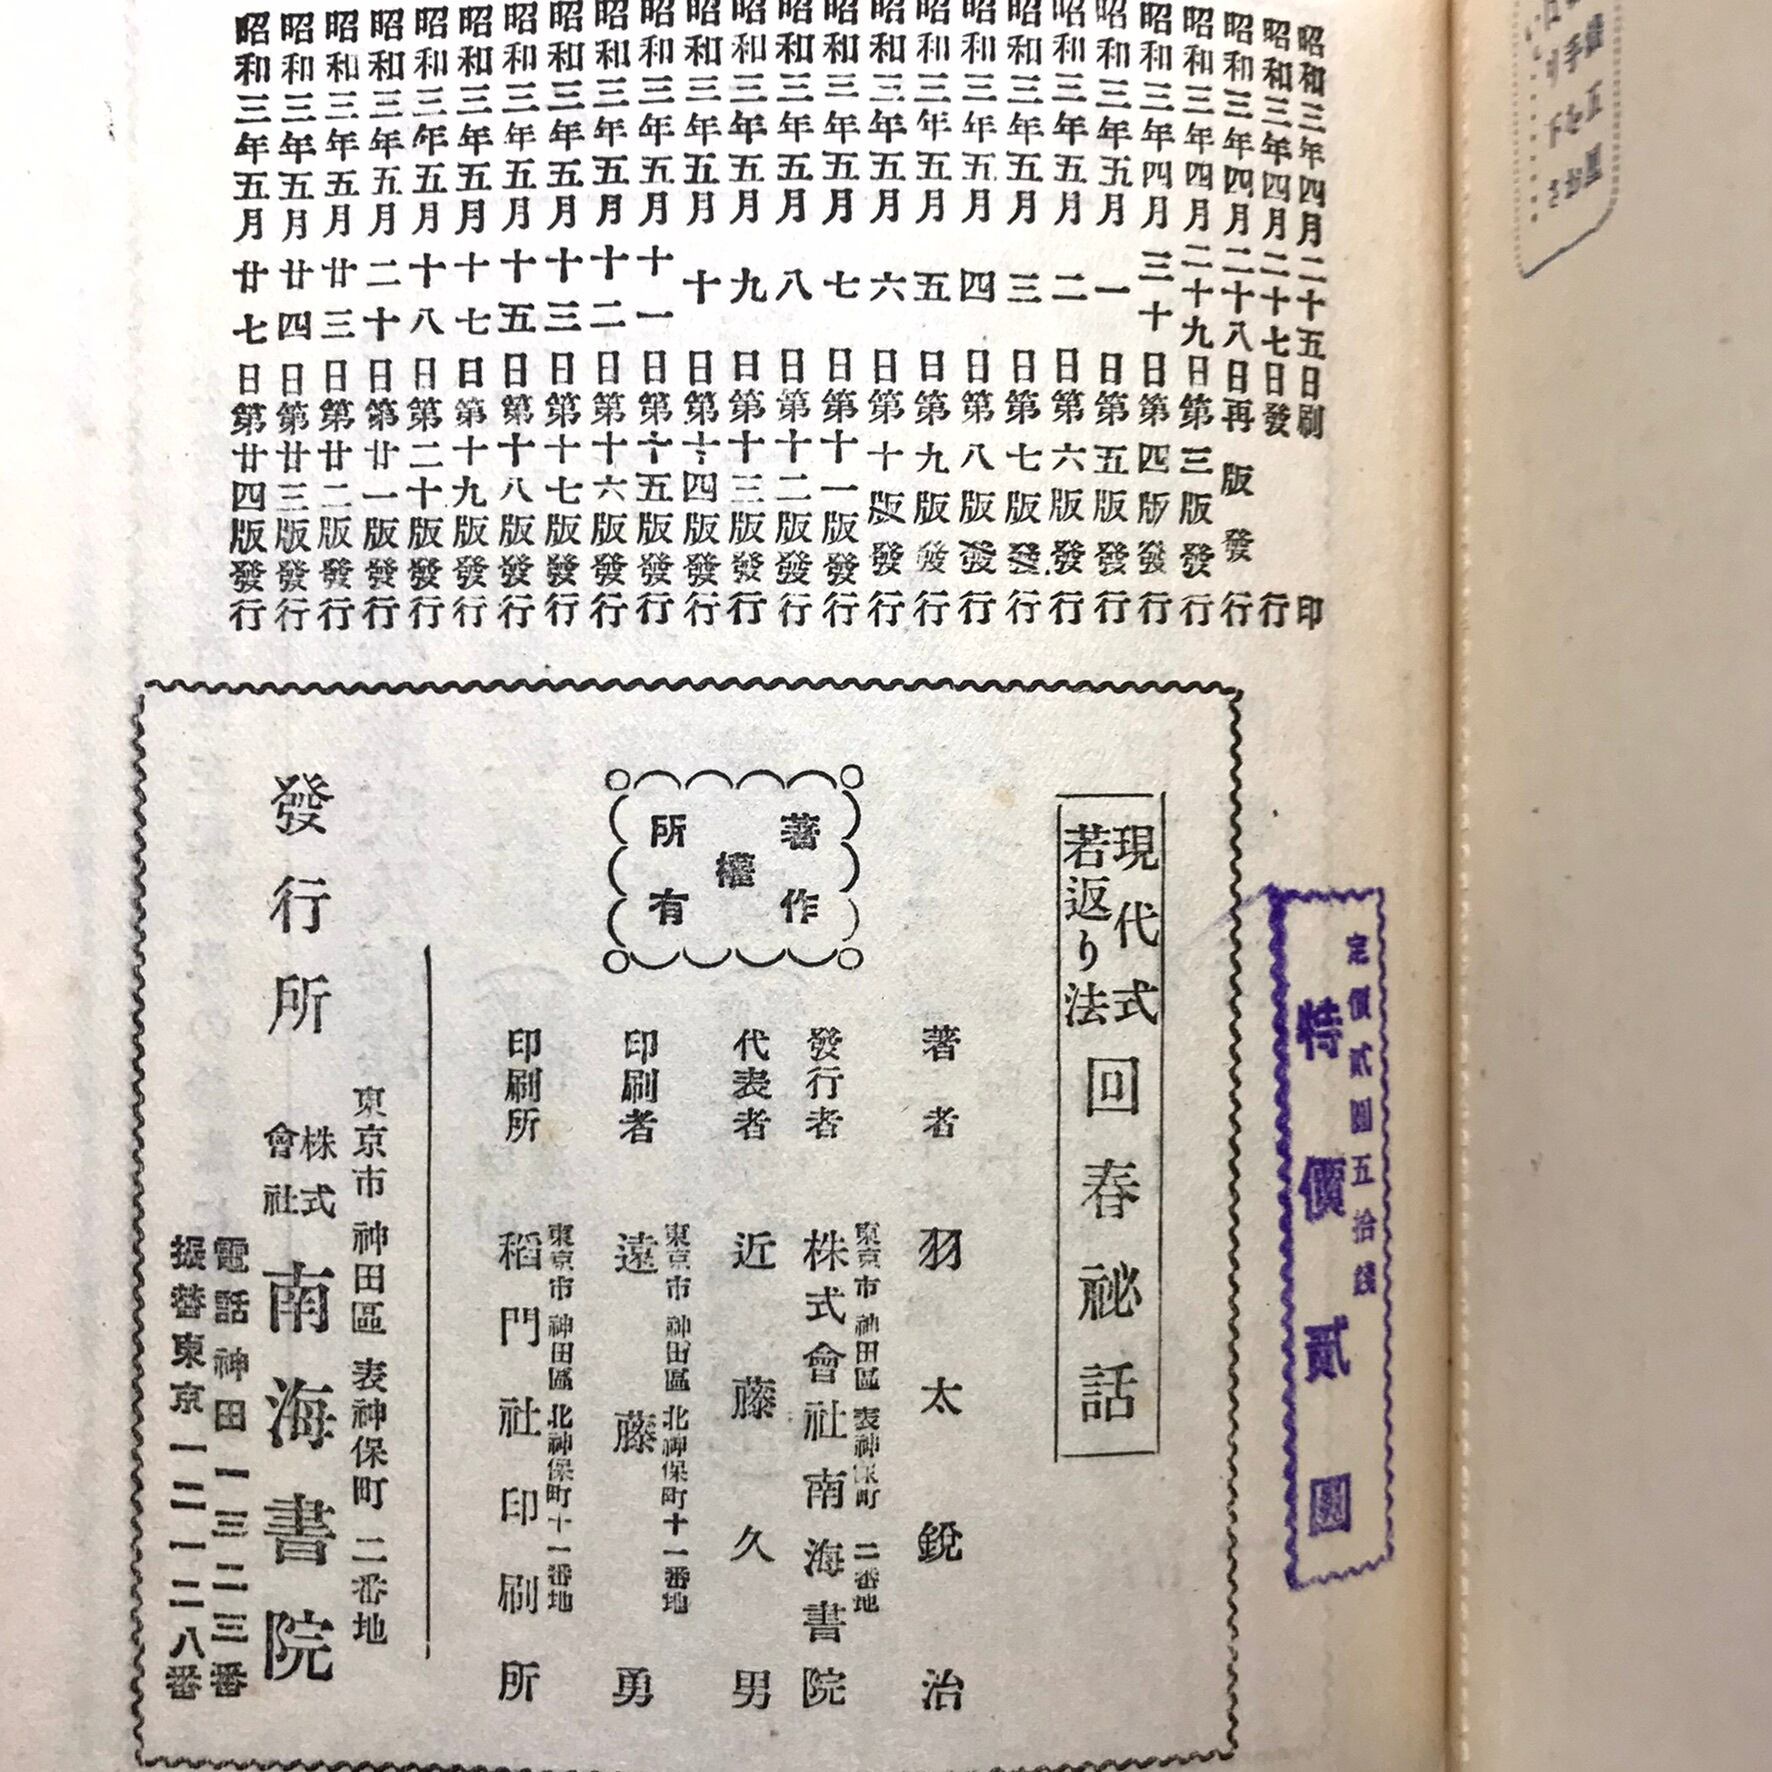 昭和三年四月二十五日刷印
昭和三年四月二十七日發行
昭和三年四月二十八日再版發行
昭和三年四月二十九日第三版發行
昭和三年四月三十日第四版發行
昭和三年五月一日第五版發行
昭和三年五月二日第六版發行
昭和三年五月三日第七版發行
昭和三年五月四日第八版發行
昭和三年五月五日第九版發行
昭和三年五月六日第十版發行
昭和三年五月七日第十一版發行
昭和三年五月八日第十二版發行
昭和三年五月九日第十三版發行
昭和三年五月十日第十四版發行
昭和三年五月十一日第十五版發行
昭和三年五月十二日第十六版發行
昭和三年五月十三日第十七版發行
昭和三年五月十五日第十八版發行
昭和三年五月十七日第十九版發行
昭和三年五月十八日第二十版發行
昭和三年五月二十日第廿一版發行
昭和三年五月廿三日第廿二版發行
昭和三年五月廿四日第廿三版發行
昭和三年五月廿七日第廿四版發行
定價貳圓五拾錢
特價貳圓
現代式
若返り法
回春祕話
著作
權
所有
著者 羽太鋭治
東京市神田區表神保町二番地
發行者 株式會社南海書院
代表者 近藤久男
東京市神田區北神保町十一番地
印刷者 遠藤勇
東京市神田區北神保町十一番地
印刷所 稻門社印刷所
東京市神田區表神保町二番地
發行所 株式會社 南海書院
電話神田一三二三番
振替東京一二一二八番